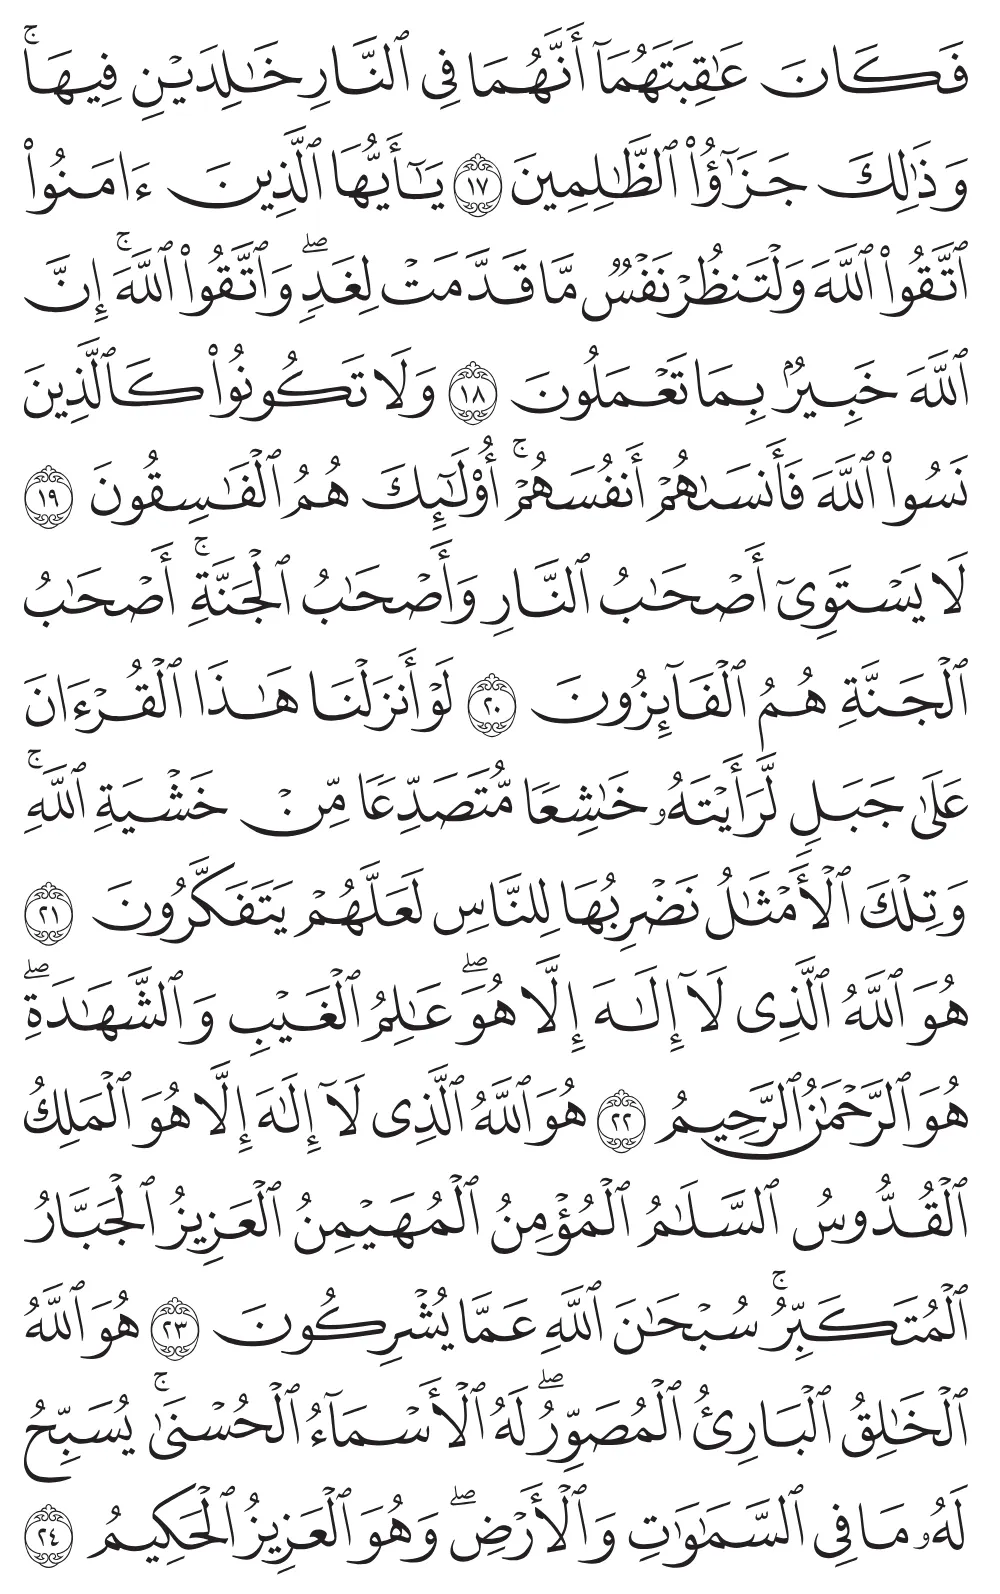 فَكَانَ عَٰقِبَتَهُمَآ أَنَّهُمَا فِى ٱلنَّارِ خَٰلِدَيْنِ فِيهَا ۚ
وَذَٰلِكَ جَزَٰٓؤُا۟ ٱلظَّٰلِمِينَ ١٧ يَٰٓأَيُّهَا ٱلَّذِينَ ءَامَنُوا۟
ٱتَّقُوا۟ ٱللَّهَ وَلْتَنظُرْ نَفْسٌ مَّا قَدَّمَتْ لِغَدٍ ۖ وَٱتَّقُوا۟ ٱللَّهَ ۚ إِنَّ
ٱللَّهَ خَبِيرٌۢ بِمَا تَعْمَلُونَ ١٨ وَلَا تَكُونُوا۟ كَٱلَّذِينَ
نَسُوا۟ ٱللَّهَ فَأَنسَىٰهُمْ أَنفُسَهُمْ ۚ أُو۟لَٰٓئِكَ هُمُ ٱلْفَٰسِقُونَ ١٩
لَا يَسْتَوِىٓ أَصْحَٰبُ ٱلنَّارِ وَأَصْحَٰبُ ٱلْجَنَّةِ ۚ أَصْحَٰبُ
ٱلْجَنَّةِ هُمُ ٱلْفَآئِزُونَ ٢٠ لَوْ أَنزَلْنَا هَٰذَا ٱلْقُرْءَانَ
عَلَىٰ جَبَلٍ لَّرَأَيْتَهُۥ خَٰشِعًا مُّتَصَدِّعًا مِّنْ خَشْيَةِ ٱللَّهِ ۚ
وَتِلْكَ ٱلْأَمْثَٰلُ نَضْرِبُهَا لِلنَّاسِ لَعَلَّهُمْ يَتَفَكَّرُونَ ٢١
هُوَ ٱللَّهُ ٱلَّذِى لَآ إِلَٰهَ إِلَّا هُوَ ۖ عَٰلِمُ ٱلْغَيْبِ وَٱلشَّهَٰدَةِ ۖ
هُوَ ٱلرَّحْمَٰنُ ٱلرَّحِيمُ ٢٢ هُوَ ٱللَّهُ ٱلَّذِى لَآ إِلَٰهَ إِلَّا هُوَ ٱلْمَلِكُ
ٱلْقُدُّوسُ ٱلسَّلَٰمُ ٱلْمُؤْمِنُ ٱلْمُهَيْمِنُ ٱلْعَزِيزُ ٱلْجَبَّارُ
ٱلْمُتَكَبِّرُ ۚ سُبْحَٰنَ ٱللَّهِ عَمَّا يُشْرِكُونَ ٢٣ هُوَ ٱللَّهُ
ٱلْخَٰلِقُ ٱلْبَارِئُ ٱلْمُصَوِّرُ ۖ لَهُ ٱلْأَسْمَآءُ ٱلْحُسْنَىٰ ۚ يُسَبِّحُ
لَهُۥ مَا فِى ٱلسَّمَٰوَٰتِ وَٱلْأَرْضِ ۖ وَهُوَ ٱلْعَزِيزُ ٱلْحَكِيمُ ٢٤